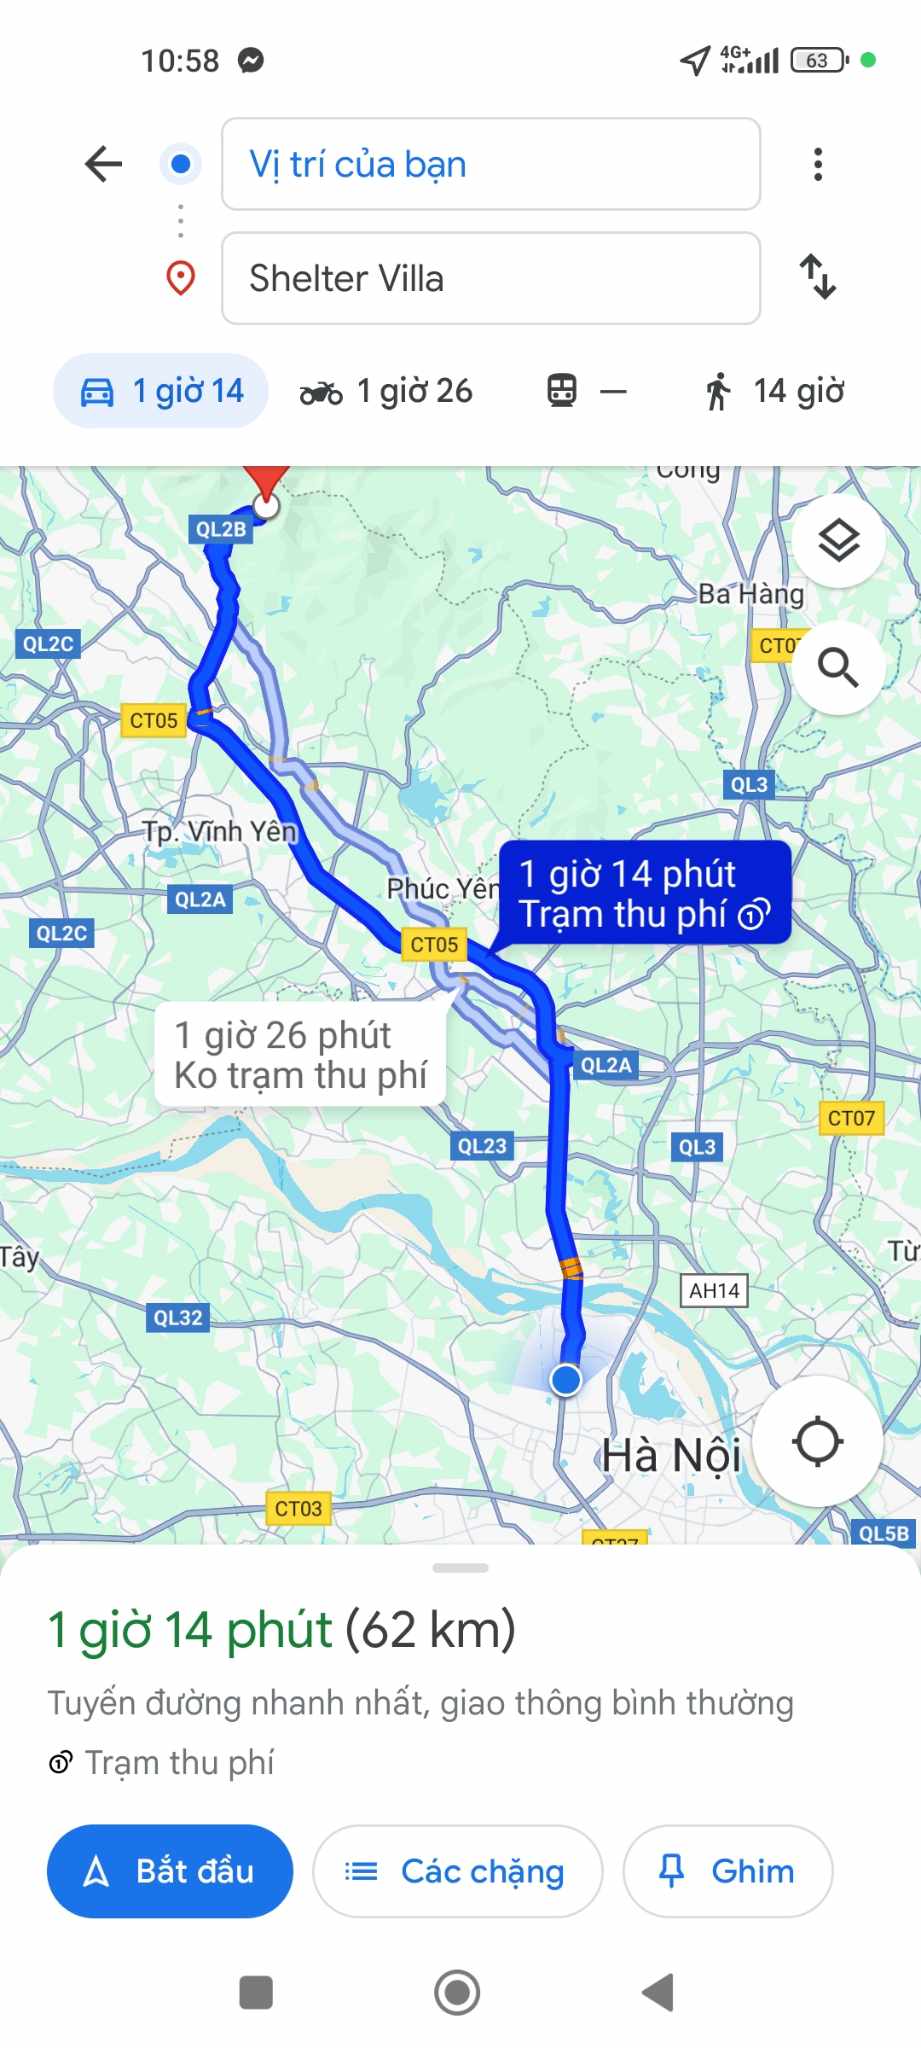 10:58
4G+
63
Vị trí của bạn
Shelter Villa
1 giờ 14
1 giờ 26
—
14 giờ
Công
QL2B
Ba Hàng
QL2C
CT07
CT05
QL3
Tp. Vĩnh Yên
1 giờ 14 phút
Trạm thu phí
Phúc Yên
QL2A
QL2C
CT05
1 giờ 26 phút
Ko trạm thu phí
QL2A
CT07
QL23
QL3
Tây
Từ
AH14
QL32
Hà Nội
CT03
QL5B
1 giờ 14 phút (62 km)
Tuyến đường nhanh nhất, giao thông bình thường
Trạm thu phí
Bắt đầu
Các chặng
Ghim